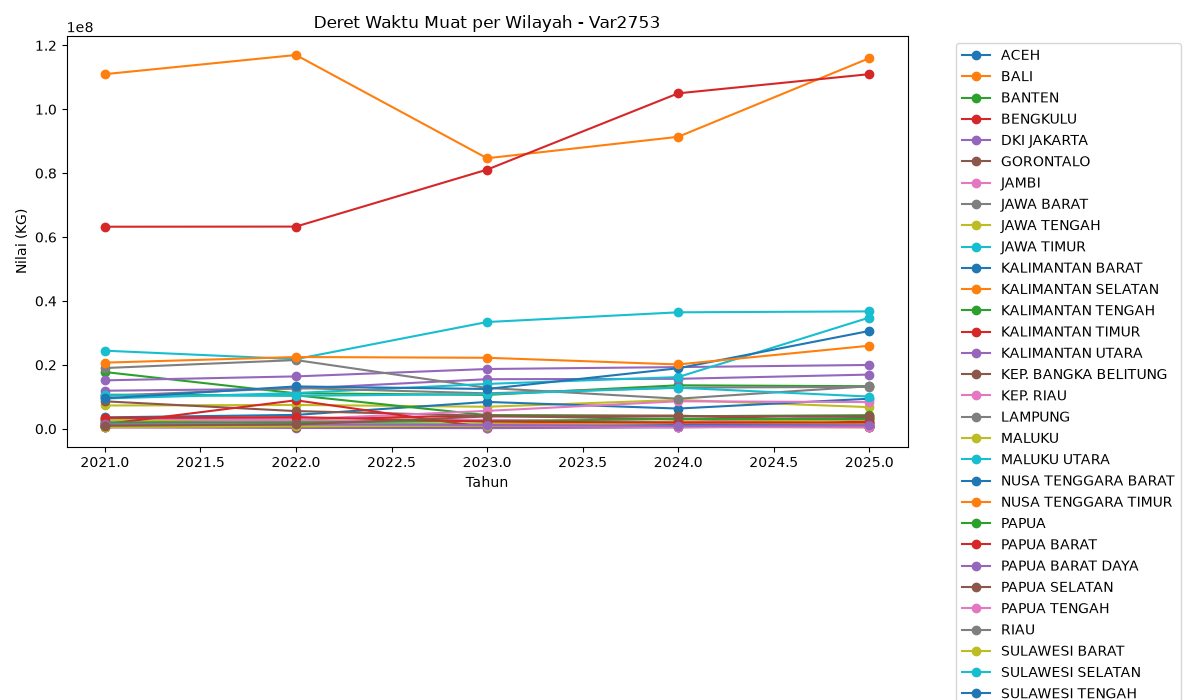 Deret Waktu Muat per Wilayah - Var2753
1e8
1.2
1.0
0.8
0.6
0.4
0.2
0.0
Nilai (KG)
2021.0 2021.5 2022.0 2022.5 2023.0 2023.5 2024.0 2024.5 2025.0
Tahun
ACEH
BALI
BANTEN
BENGKULU
DKI JAKARTA
GORONTALO
JAMBI
JAWA BARAT
JAWA TENGAH
JAWA TIMUR
KALIMANTAN BARAT
KALIMANTAN SELATAN
KALIMANTAN TENGAH
KALIMANTAN TIMUR
KALIMANTAN UTARA
KEP. BANGKA BELITUNG
KEP. RIAU
LAMPUNG
MALUKU
MALUKU UTARA
NUSA TENGGARA BARAT
NUSA TENGGARA TIMUR
PAPUA
PAPUA BARAT
PAPUA BARAT DAYA
PAPUA SELATAN
PAPUA TENGAH
RIAU
SULAWESI BARAT
SULAWESI SELATAN
SULAWESI TENGAH